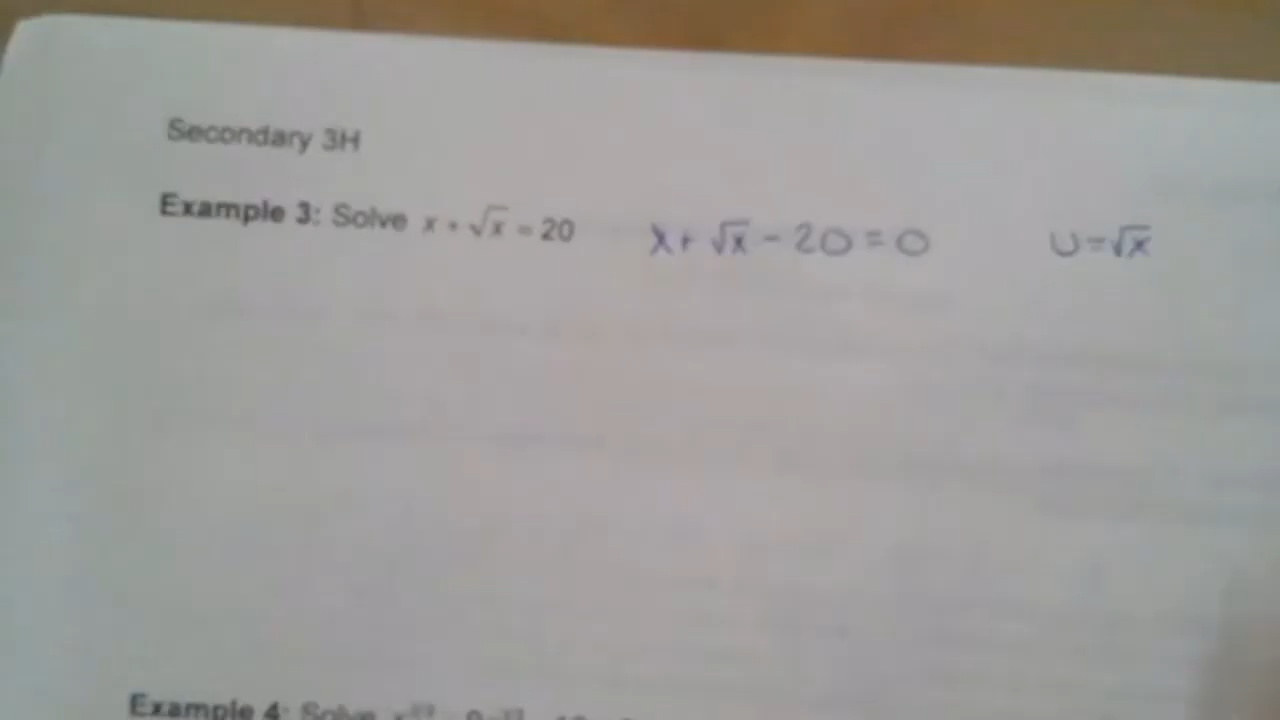 Secondary 3H
Example 3: Solve x + √x = 20 x + √x - 20 = 0 U = √x
Example 4: Solve